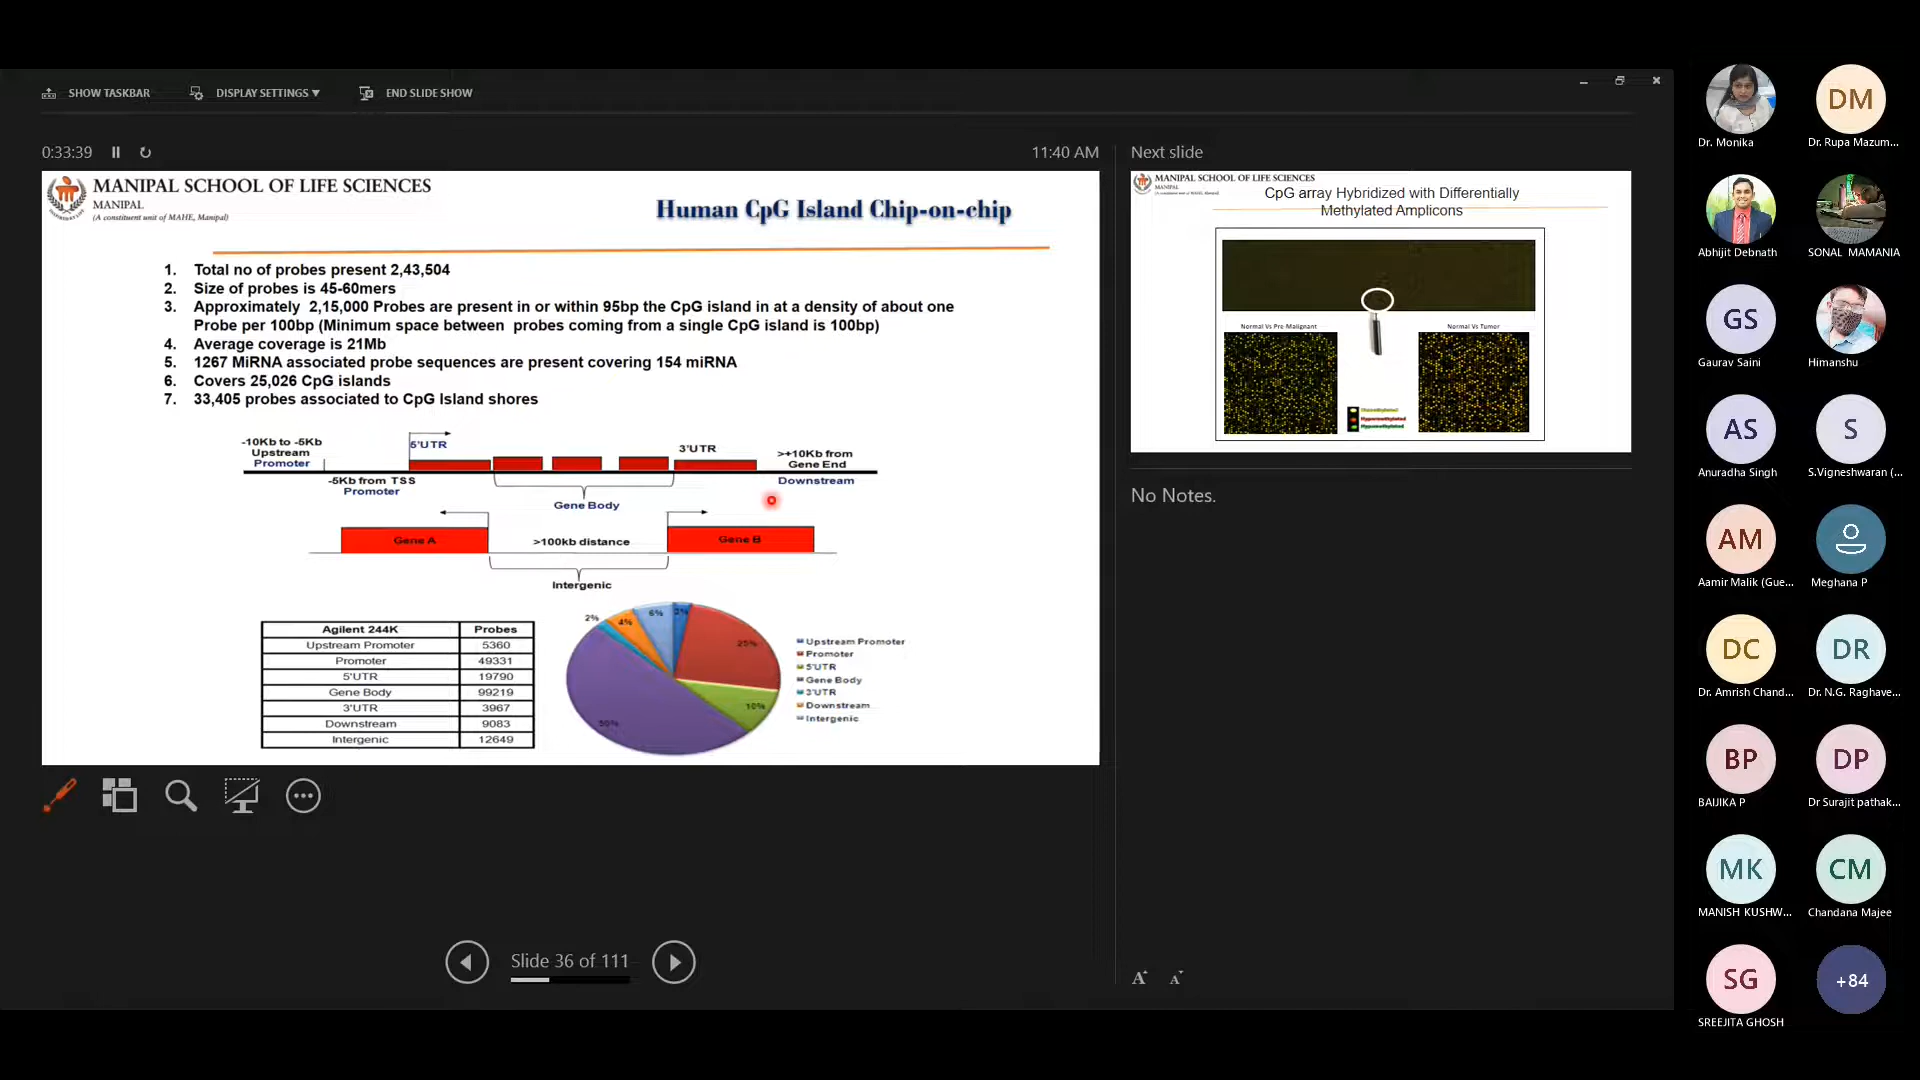 SHOW TASKBAR
DISPLAY SETTINGS ▼
END SLIDE SHOW
0:33:39
11:40 AM
MANIPAL SCHOOL OF LIFE SCIENCES
MANIPAL
(A constituent unit of MAHE, Manipal)
Human CpG Island Chip-on-chip
1. Total no of probes present 2,43,504
2. Size of probes is 45-60mers
3. Approximately 2,15,000 Probes are present in or within 95bp the CpG island in at a density of about one
Probe per 100bp (Minimum space between probes coming from a single CpG island is 100bp)
4. Average coverage is 21Mb
5. 1267 MiRNA associated probe sequences are present covering 154 miRNA
6. Covers 25,026 CpG islands
7. 33,405 probes associated to CpG Island shores
-10Kb to -5Kb
Upstream
Promoter
5'UTR
3'UTR
>+10Kb from
Gene End
Downstream
-5Kb from TSS
Promoter
Gene Body
Gene A
>100kb distance
Gene B
Intergenic
Agilent 244K Probes
Upstream Promoter 5360
Promoter 49331
5'UTR 19790
Gene Body 99219
3'UTR 3967
Downstream 9083
Intergenic 12649
2%
4%
6%
3%
25%
10%
50%
Upstream Promoter
Promoter
5'UTR
Gene Body
3'UTR
Downstream
Intergenic
Slide 36 of 111
Next slide
MANIPAL SCHOOL OF LIFE SCIENCES
MANIPAL
CpG array Hybridized with Differentially
Methylated Amplicons
Normal Vs Pre-Malignant
Normal Vs Tumor
Hypermethylated
No Notes.
Dr. Monika
DM
Dr. Rupa Mazum...
Abhijit Debnath
SONAL MAMANIA
GS
Gaurav Saini
Himanshu
AS
Anuradha Singh
S
S.Vigneshwaran (...
AM
Aamir Malik (Gue...
Meghana P
DC
Dr. Amrish Chand...
DR
Dr. N.G. Raghave...
BP
BAIJIKA P
DP
Dr Surajit pathak...
MK
MANISH KUSHW...
CM
Chandana Majee
SG
SREEJITA GHOSH
+84